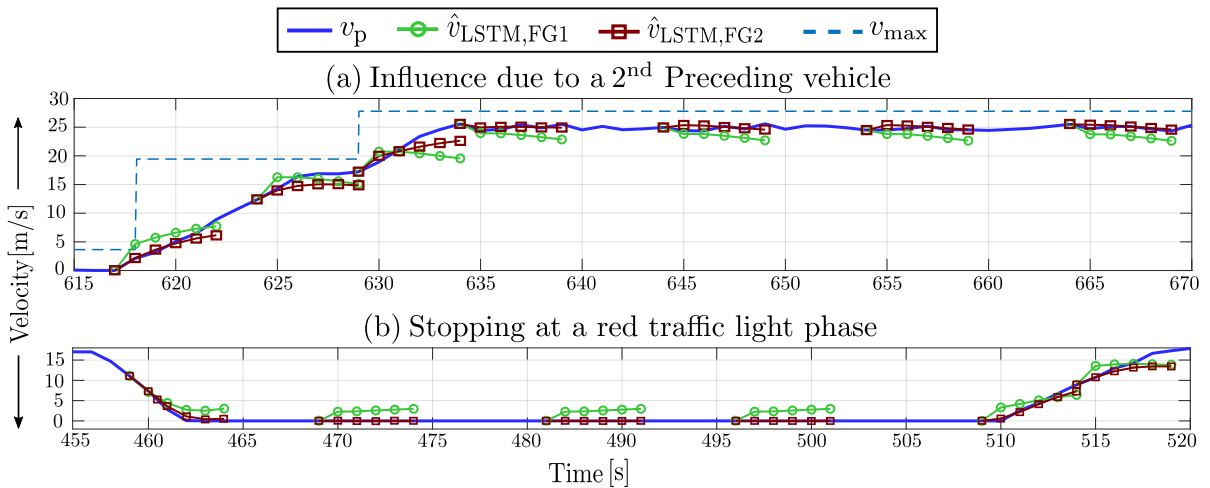 v_p v̂_LSTM,FG1 v̂_LSTM,FG2 v_max
(a) Influence due to a 2nd Preceding vehicle
30
25
20
15
10
5
0
615 620 625 630 635 640 645 650 655 660 665 670
Velocity [m/s]
(b) Stopping at a red traffic light phase
15
10
5
0
455 460 465 470 475 480 485 490 495 500 505 510 515 520
Time [s]